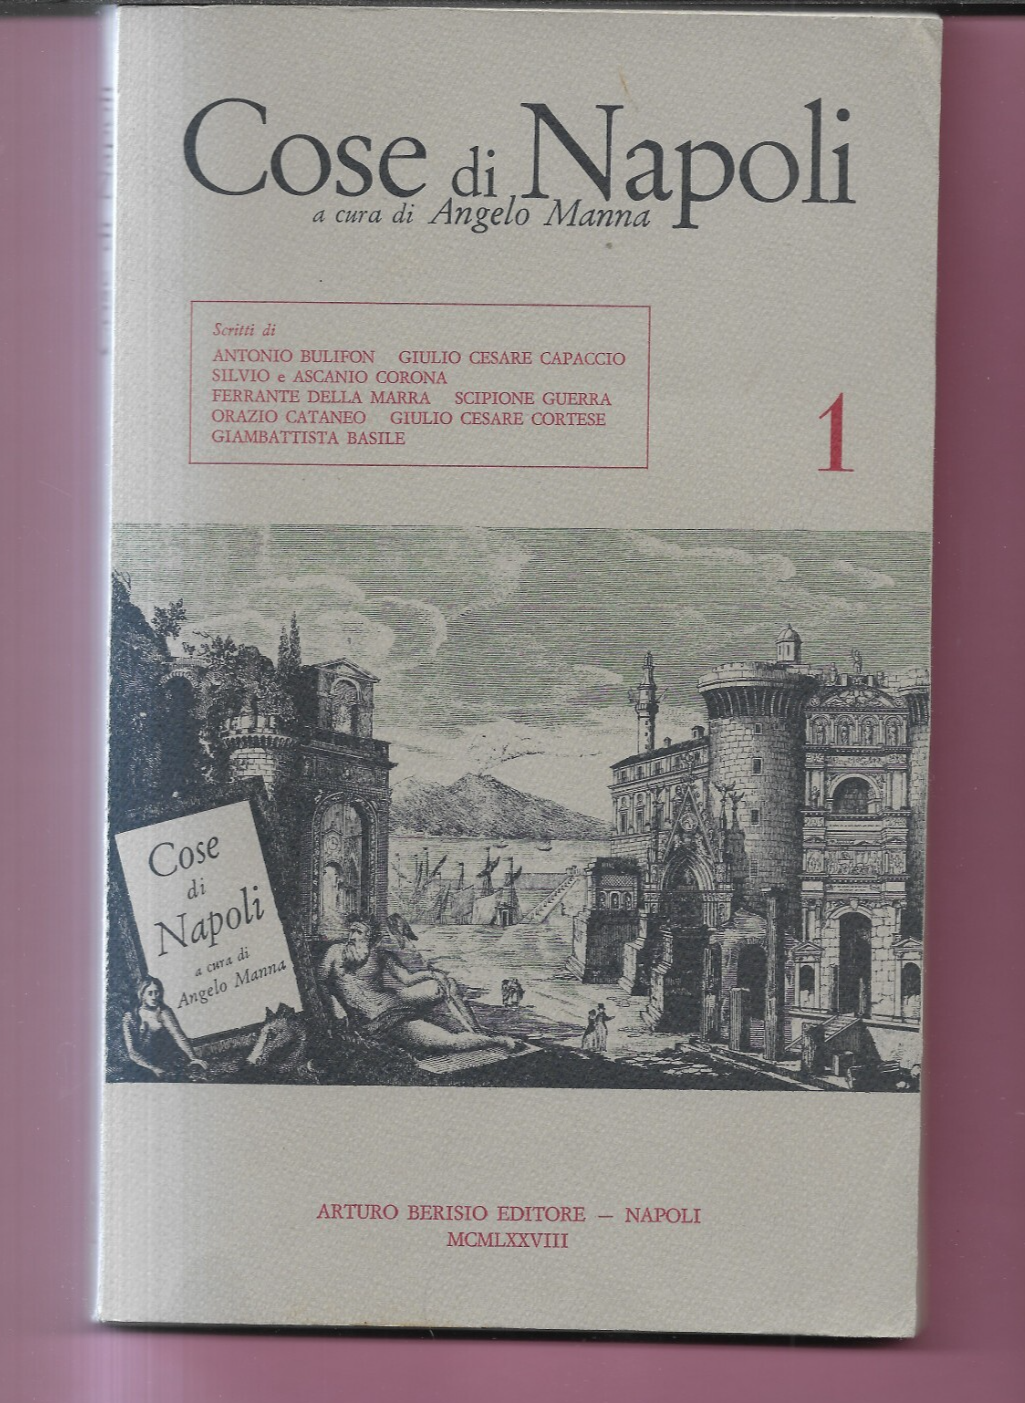 Cose di Napoli
a cura di Angelo Manna
Scritti di
ANTONIO BULIFON GIULIO CESARE CAPACCIO
SILVIO e ASCANIO CORONA
FERRANTE DELLA MARRA SCIPIONE GUERRA
ORAZIO CATANEO GIULIO CESARE CORTESE
GIAMBATTISTA BASILE
1
Cose
di
Napoli
a cura di
Angelo Manna
ARTURO BERISIO EDITORE — NAPOLI
MCMLXXVIII